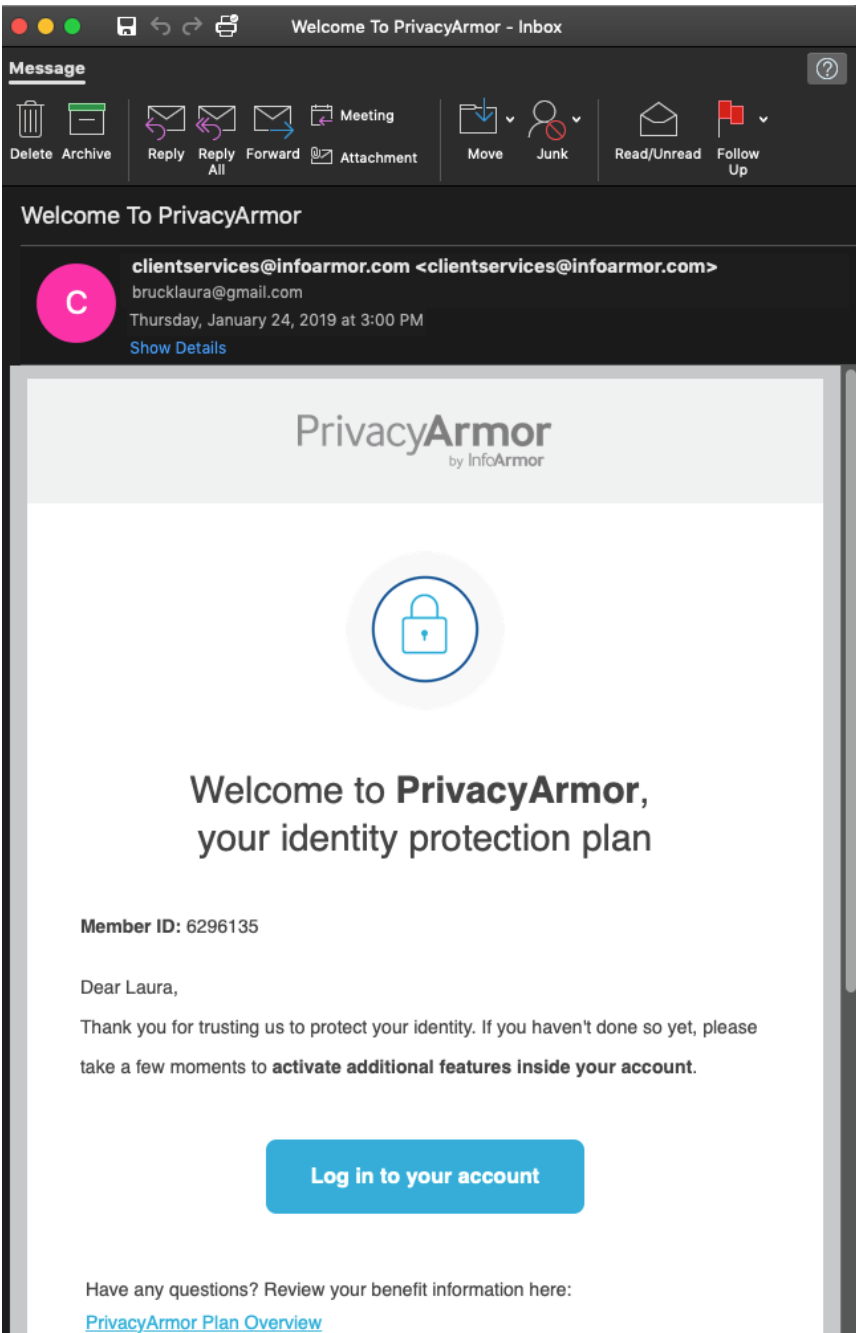 Welcome To PrivacyArmor - Inbox
Message
Delete Archive Reply Reply All Forward Meeting Attachment Move Junk Read/Unread Follow Up
Welcome To PrivacyArmor
C
clientservices@infoarmor.com <clientservices@infoarmor.com>
brucklaura@gmail.com
Thursday, January 24, 2019 at 3:00 PM
Show Details
PrivacyArmor
by InfoArmor
Welcome to PrivacyArmor,
your identity protection plan
Member ID: 6296135
Dear Laura,
Thank you for trusting us to protect your identity. If you haven't done so yet, please
take a few moments to activate additional features inside your account.
Log in to your account
Have any questions? Review your benefit information here:
PrivacyArmor Plan Overview